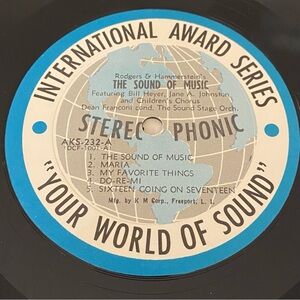 INTERNATIONAL AWARD SERIES
Rodgers & Hammerstein's
THE SOUND OF MUSIC
Featuring Bill Heyer, Jane A. Johnston
and Children's Chorus
Dean Franconi cond. The Sound Stage Orch.
STEREO PHONIC
AKS-232-A
1. THE SOUND OF MUSIC
2. MARIA
3. MY FAVORITE THINGS
4. DO-RE-MI
5. SIXTEEN GOING ON SEVENTEEN
Mfg. by K M Corp., Freeport, L. I.
"YOUR WORLD OF SOUND"